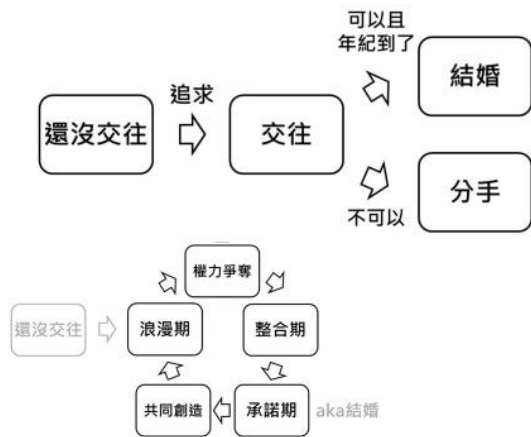 可以且
年紀到了
結婚
追求
還沒交往
交往
分手
不可以
權力爭奪
還沒交往
浪漫期
整合期
共同創造
承諾期
aka結婚